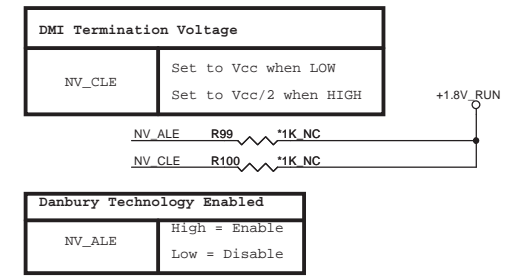 DMI Termination Voltage
NV_CLE
Set to Vcc when LOW
Set to Vcc/2 when HIGH
+1.8V_RUN
NV_ALE R99 *1K_NC
NV_CLE R100 *1K_NC
Danbury Technology Enabled
NV_ALE
High = Enable
Low = Disable